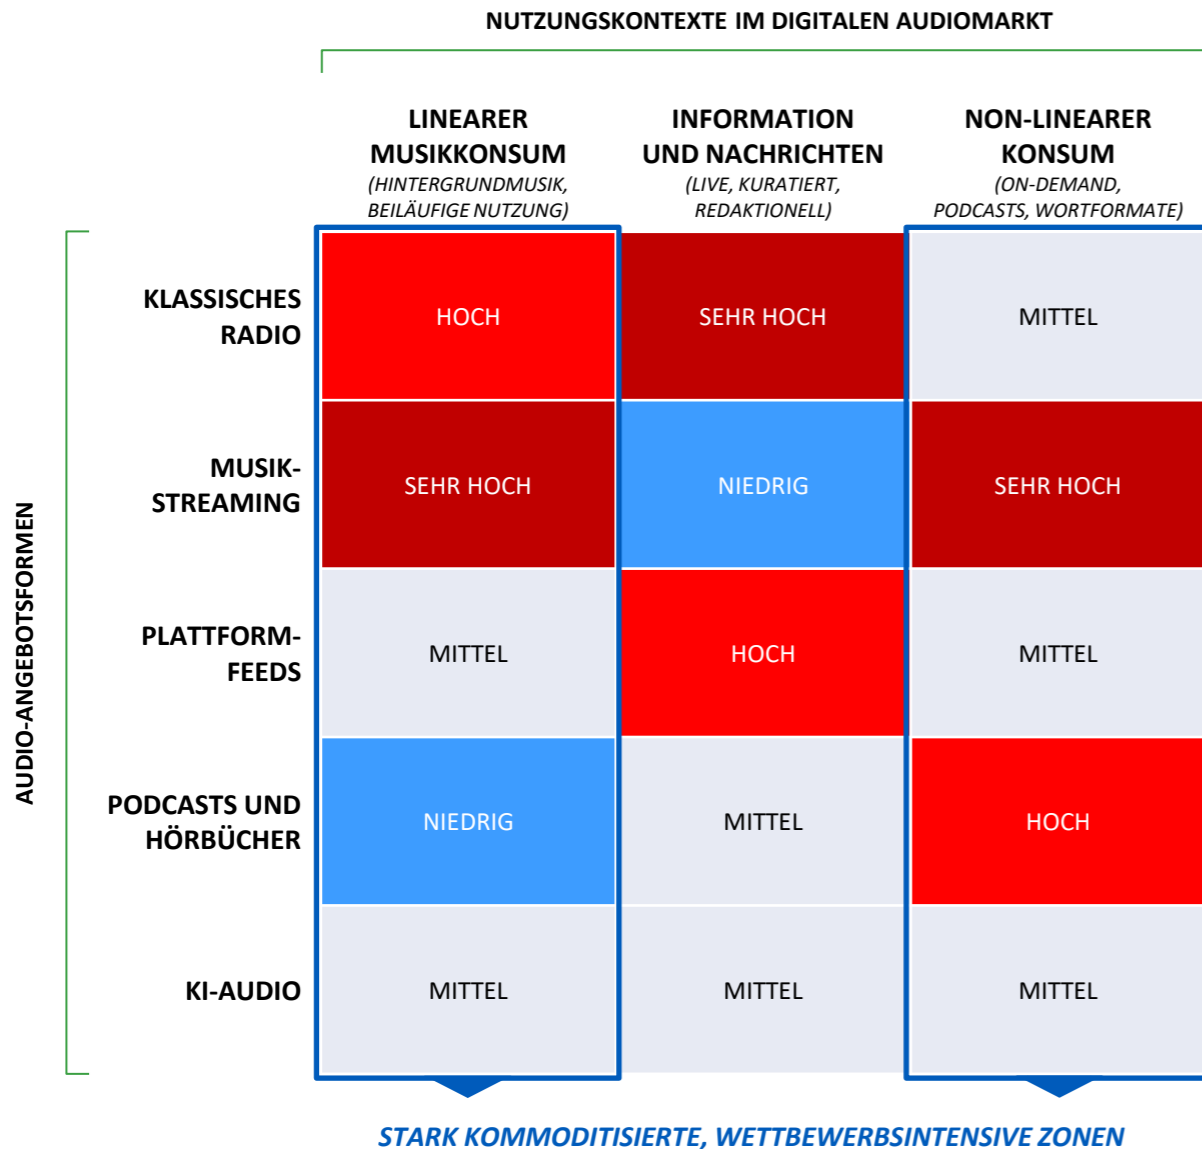 NUTZUNGSKONTEXTE IM DIGITALEN AUDIOMARKT
LINEARER
MUSIKKONSUM
(HINTERGRUNDMUSIK,
BEILÄUFIGE NUTZUNG)
INFORMATION
UND NACHRICHTEN
(LIVE, KURATIERT,
REDAKTIONELL)
NON-LINEARER
KONSUM
(ON-DEMAND,
PODCASTS, WORTFORMATE)
AUDIO-ANGEBOTSFORMEN
KLASSISCHES
RADIO
HOCH
SEHR HOCH
MITTEL
MUSIK-
STREAMING
SEHR HOCH
NIEDRIG
SEHR HOCH
PLATTFORM-
FEEDS
MITTEL
HOCH
MITTEL
PODCASTS UND
HÖRBÜCHER
NIEDRIG
MITTEL
HOCH
KI-AUDIO
MITTEL
MITTEL
MITTEL
STARK KOMMODITISIERTE, WETTBEWERBSINTENSIVE ZONEN